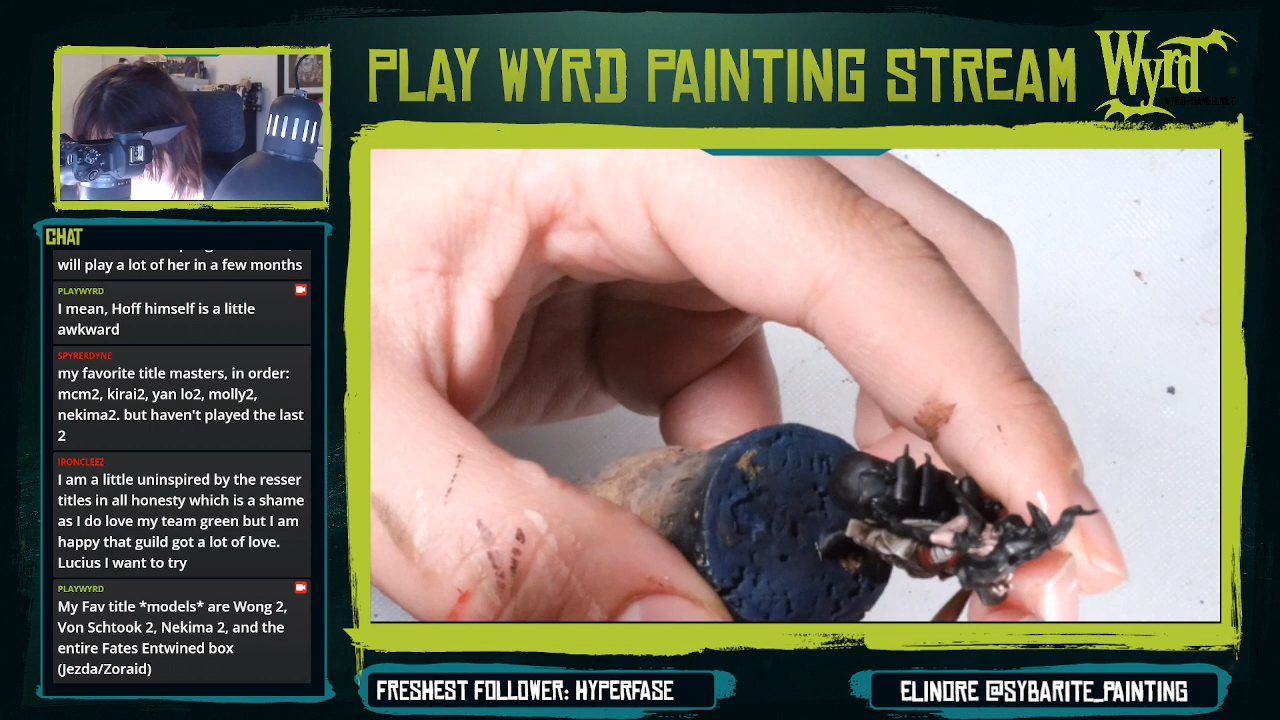 PLAY WYRD PAINTING STREAM
Wyrd
WYRD-GAMES.NET
CHAT
will play a lot of her in a few months
PLAYWYRD
I mean, Hoff himself is a little
awkward
SPYRERDYNE
my favorite title masters, in order:
mcm2, kirai2, yan lo2, molly2,
nekima2. but haven't played the last
2
IRONCLEEZ
I am a little uninspired by the resser
titles in all honesty which is a shame
as I do love my team green but I am
happy that guild got a lot of love.
Lucius I want to try
PLAYWYRD
My Fav title *models* are Wong 2,
Von Schtook 2, Nekima 2, and the
entire Fates entwined box
(Jezda/Zoraid)
FRESHEST FOLLOWER: HYPERFASE
ELINORE @SYBARITE_PAINTING